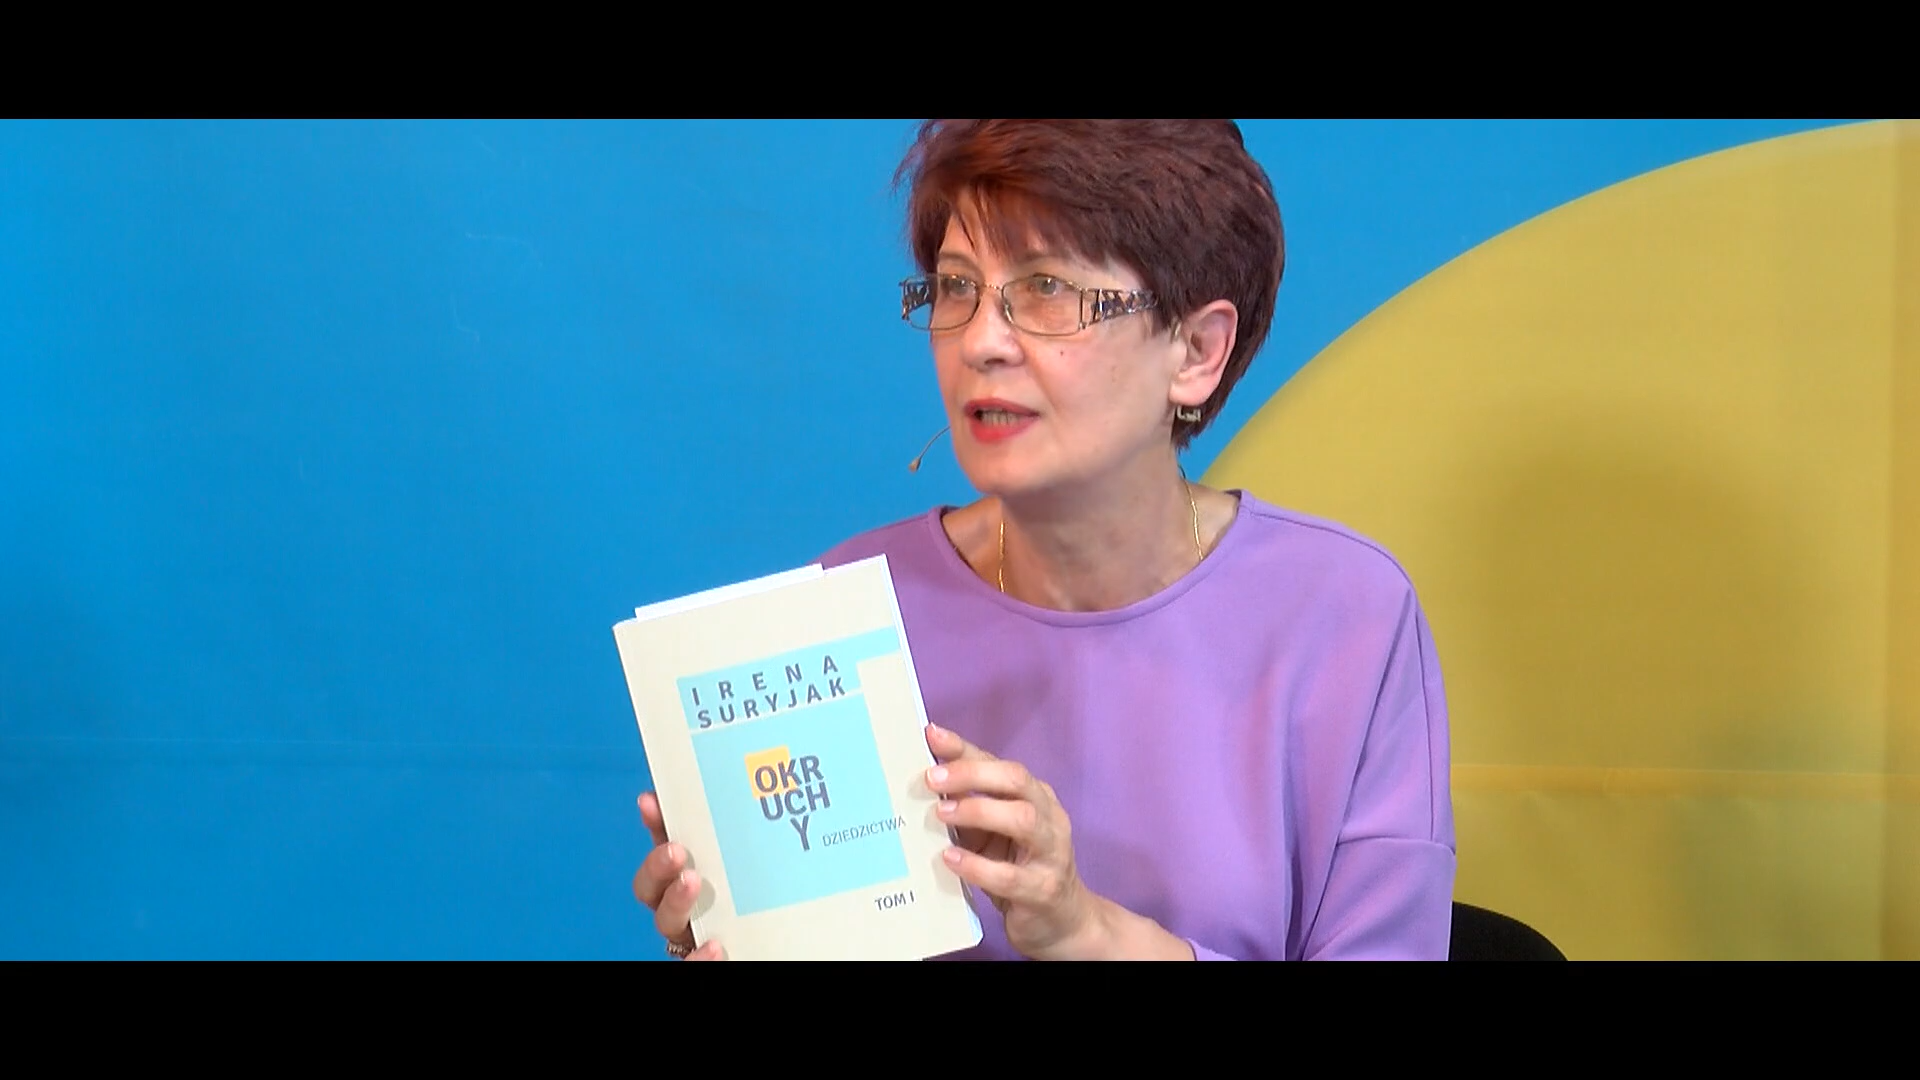 IRENA
SURYJAK
OKR
UCH
Y DZIEDZICTWA
TOM I